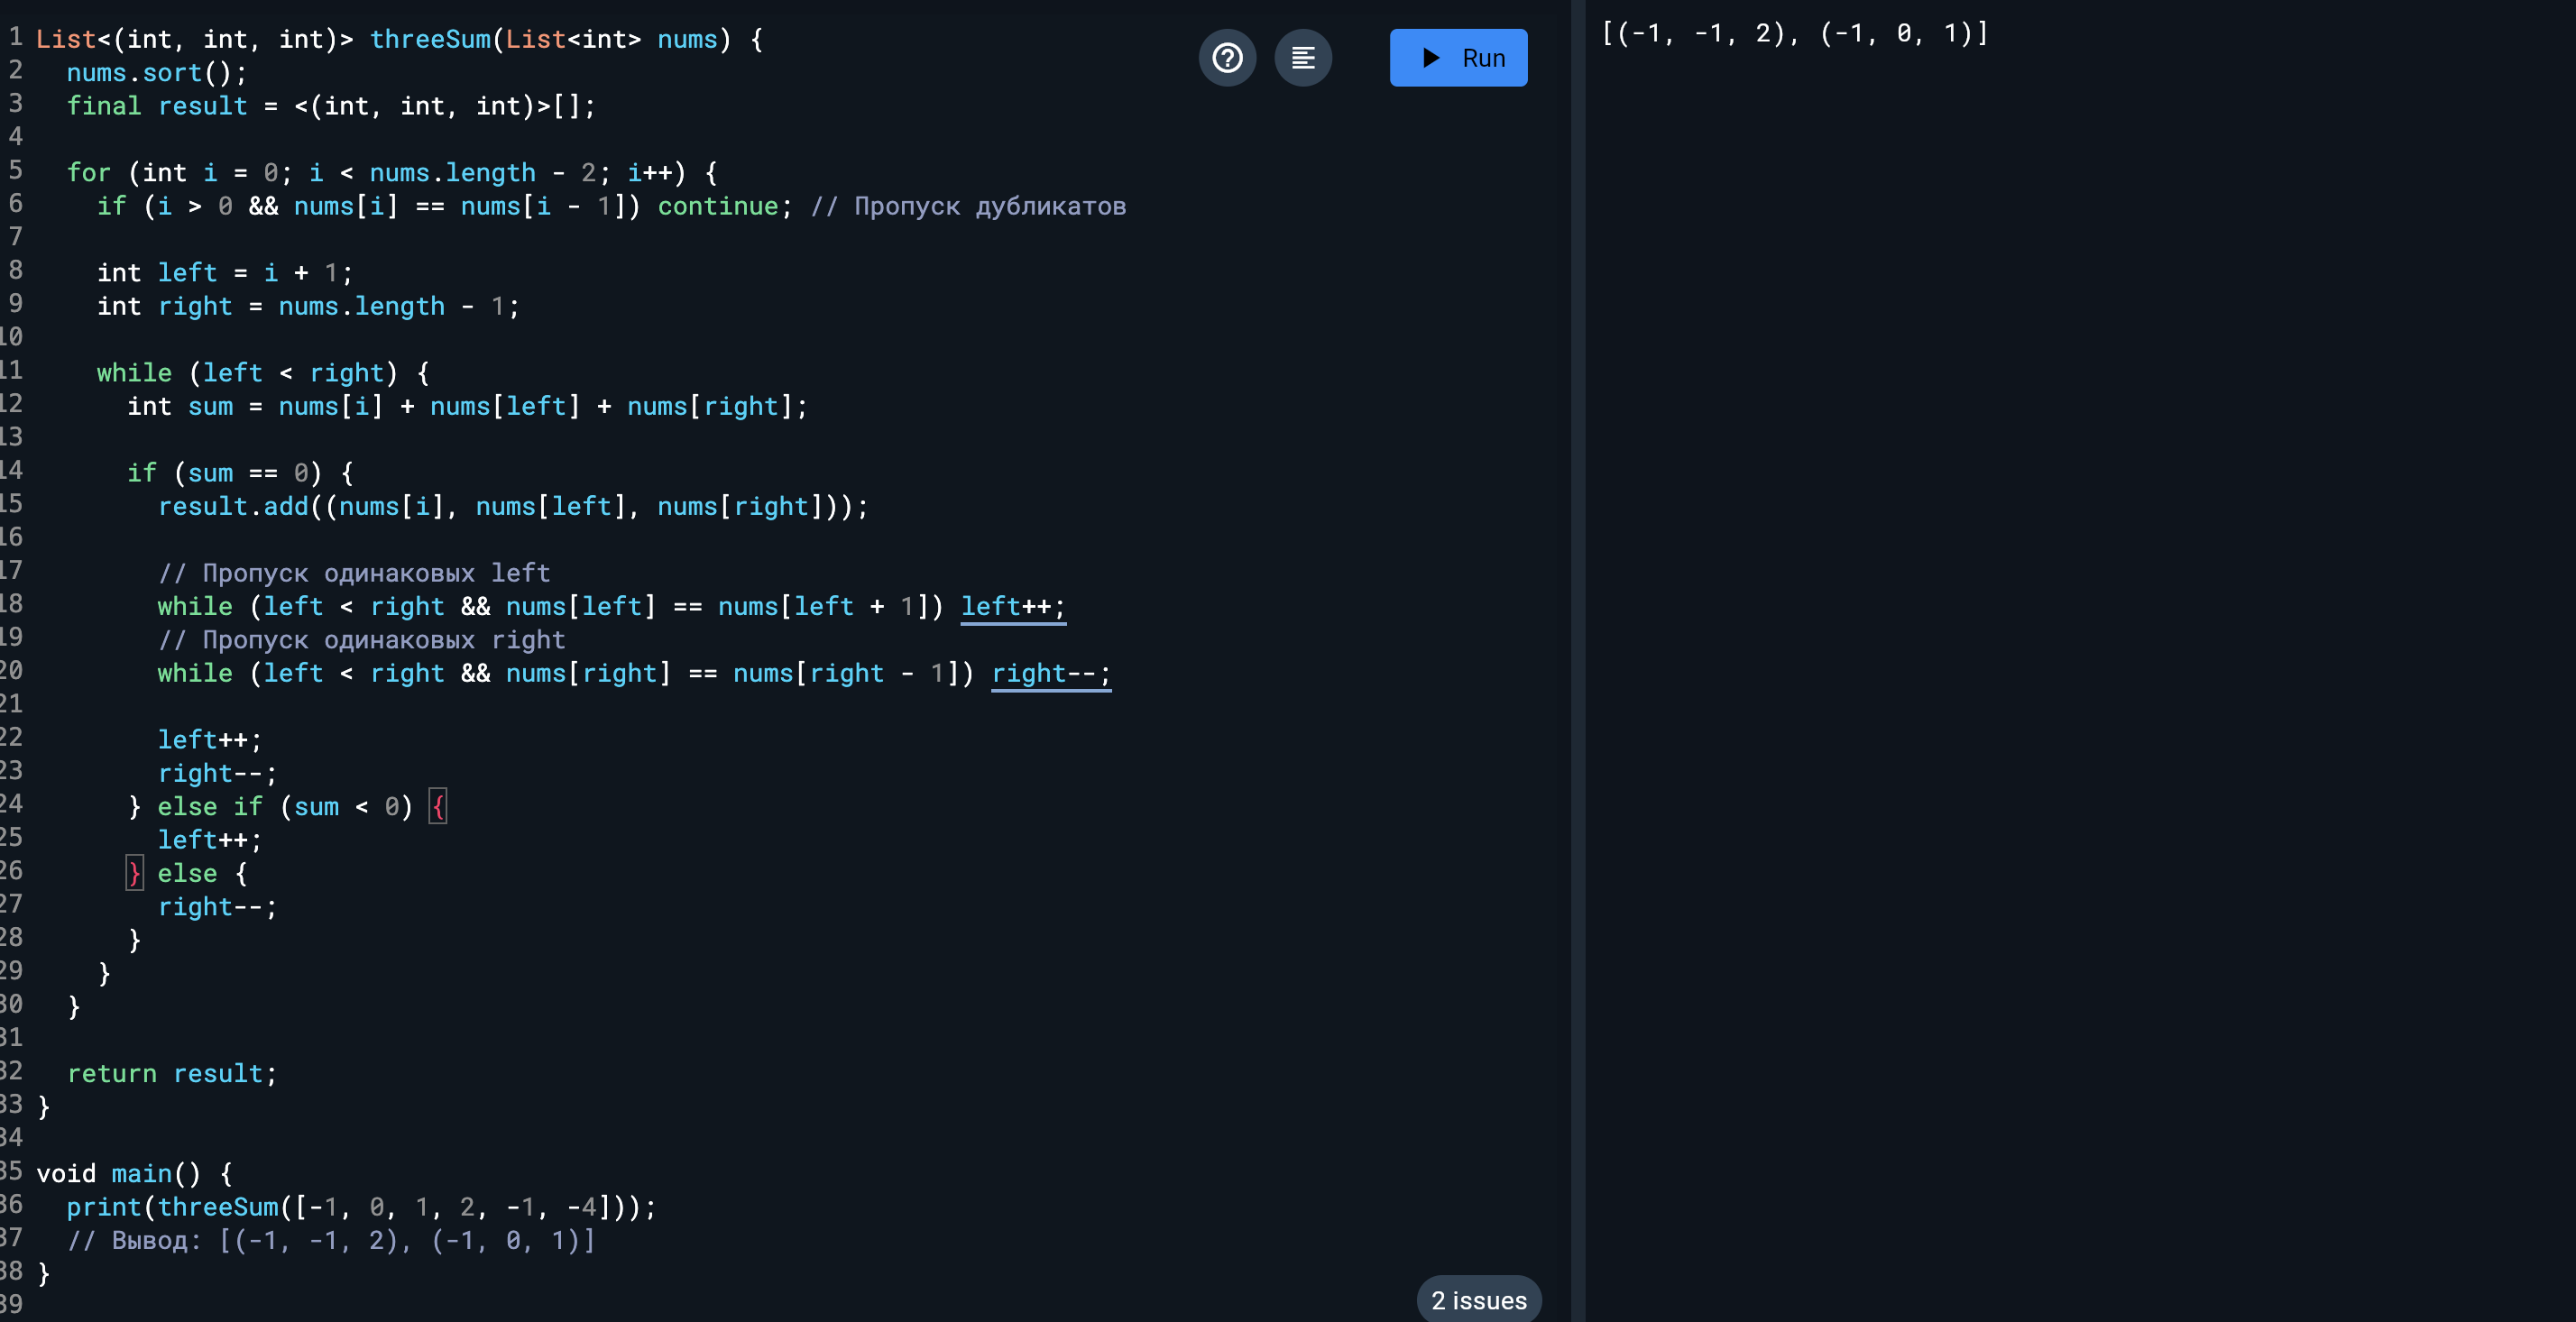 1 List<(int, int, int)> threeSum(List<int> nums) {
2   nums.sort();
3   final result = <(int, int, int)>[];
4
5   for (int i = 0; i < nums.length - 2; i++) {
6     if (i > 0 && nums[i] == nums[i - 1]) continue; // Пропуск дубликатов
7
8     int left = i + 1;
9     int right = nums.length - 1;
10
11     while (left < right) {
12       int sum = nums[i] + nums[left] + nums[right];
13
14       if (sum == 0) {
15         result.add((nums[i], nums[left], nums[right]));
16
17         // Пропуск одинаковых left
18         while (left < right && nums[left] == nums[left + 1]) left++;
19         // Пропуск одинаковых right
20         while (left < right && nums[right] == nums[right - 1]) right--;
21
22         left++;
23         right--;
24       } else if (sum < 0) {
25         left++;
26       } else {
27         right--;
28       }
29     }
30   }
31
32   return result;
33 }
34
35 void main() {
36   print(threeSum([-1, 0, 1, 2, -1, -4]));
37   // Вывод: [(-1, -1, 2), (-1, 0, 1)]
38 }
39
Run
2 issues
[(-1, -1, 2), (-1, 0, 1)]